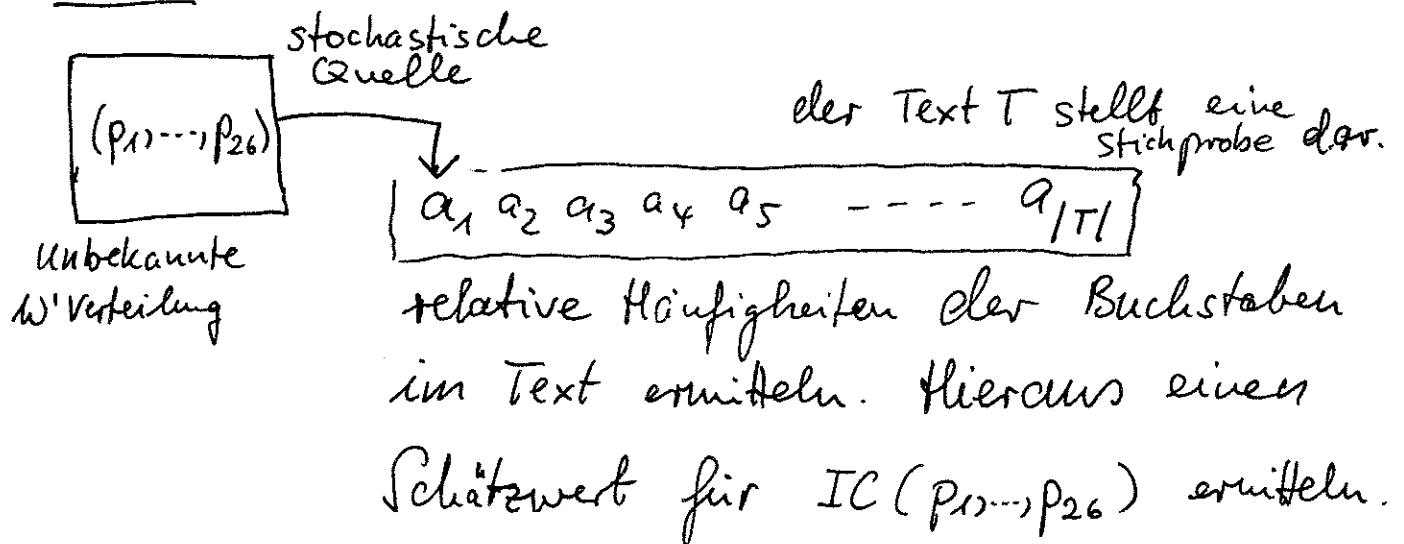 stochastische
Quelle
(p₁, ---, p₂₆)
der Text T stellt eine
Stichprobe dar.
a₁ a₂ a₃ a₄ a₅ ---- a_|T|
Unbekannte
W'Verteilung
relative Häufigkeiten der Buchstaben
im Text ermitteln. Hieraus einen
Schätzwert für IC(p₁, ..., p₂₆) ermitteln.